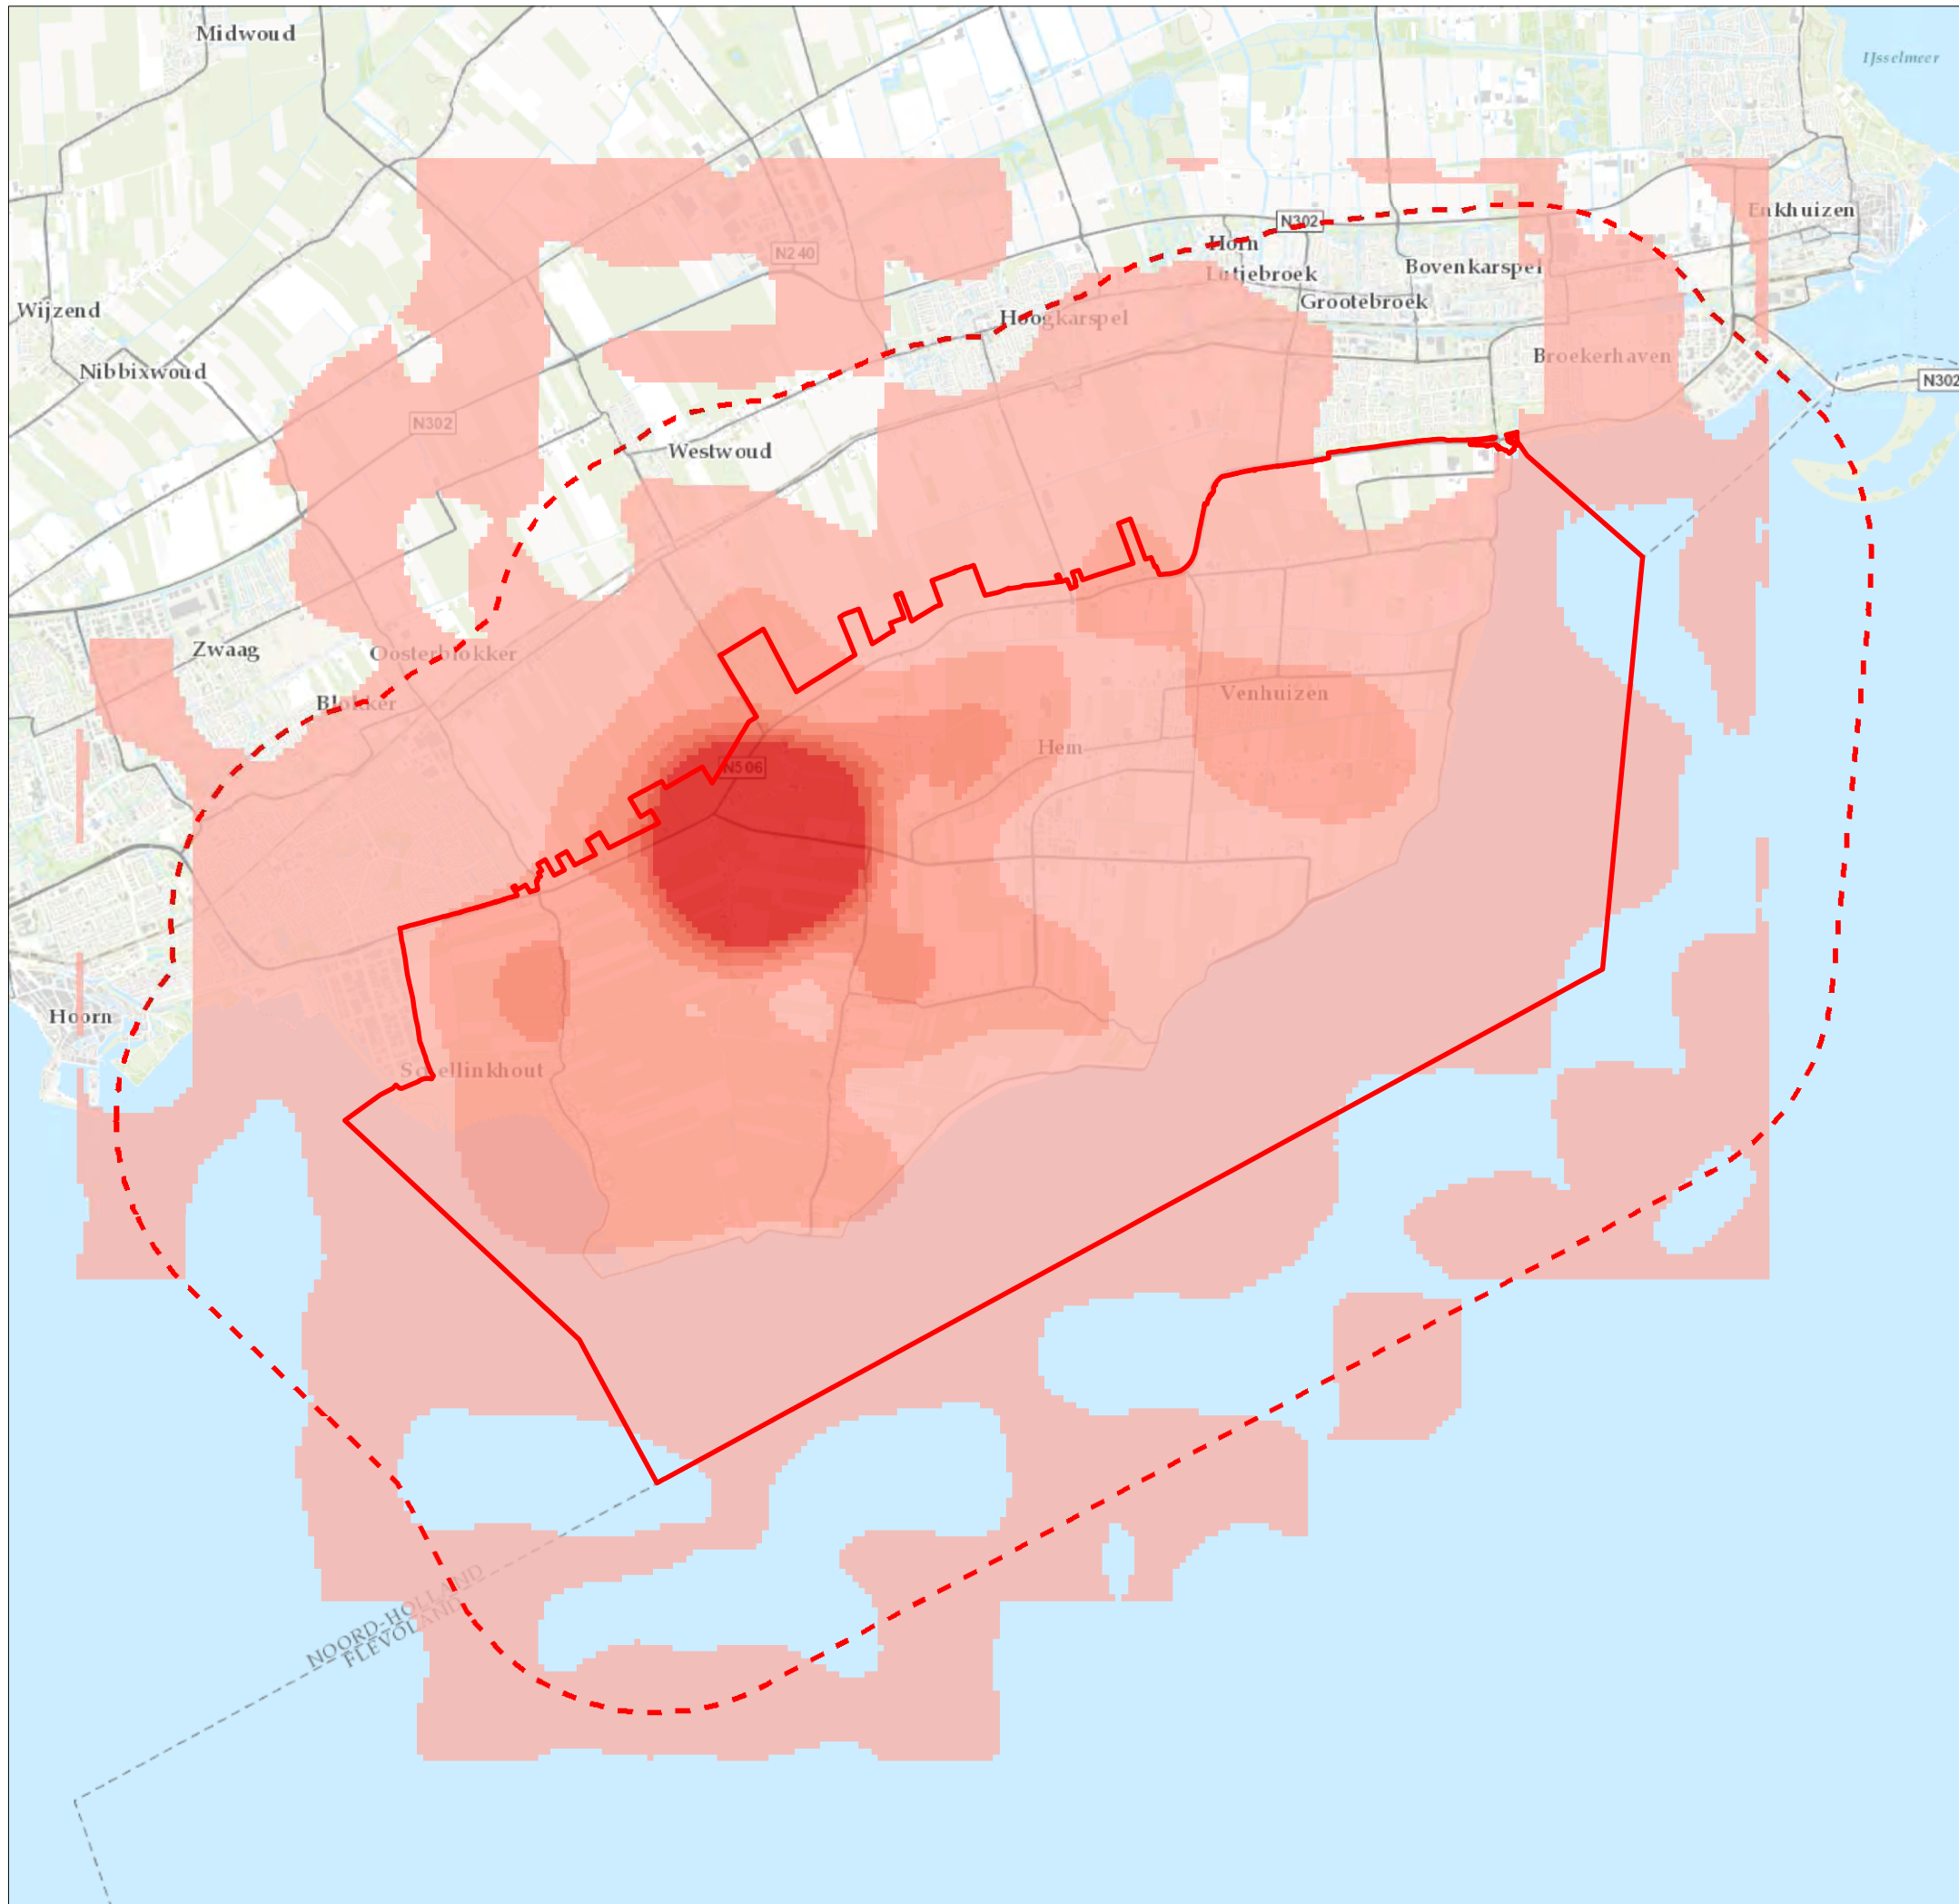 Midwoud
IJsselmeer
Enkhuizen
N302
Horn
N240
Lutjebroek
Bovenkarspel
Grootebroek
Wijzend
Hoogkarspel
Broekerhaven
Nibbixwoud
N302
N302
Westwoud
Zwaag
Oosterblokker
Venhuizen
Blokker
Hem
N506
Hoorn
Schellinkhout
NOORD-HOLLAND
FLEVOLAND